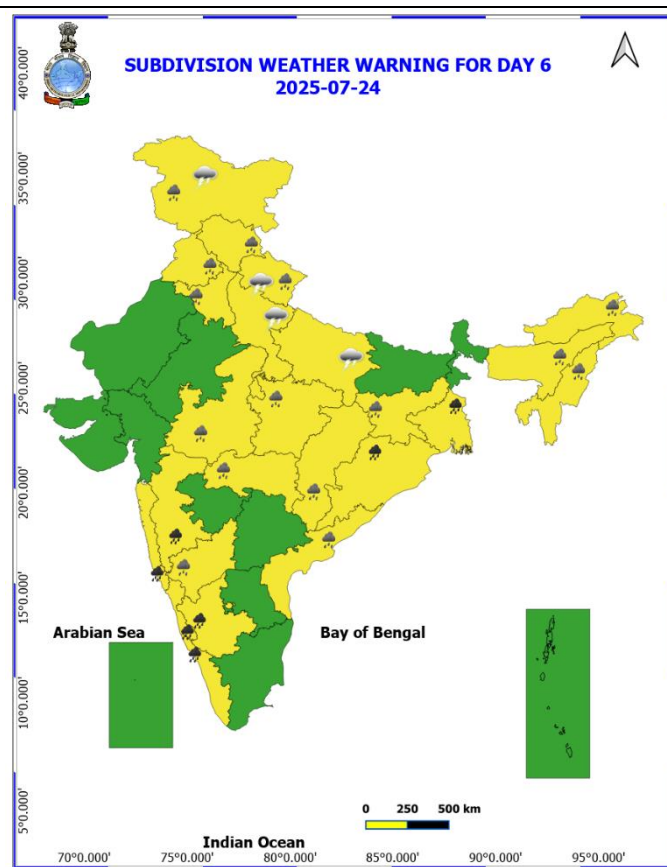 SUBDIVISION WEATHER WARNING FOR DAY 6
2025-07-24
40°0.000'
35°0.000'
30°0.000'
25°0.000'
20°0.000'
15°0.000'
10°0.000'
5°0.000'
Arabian Sea
Bay of Bengal
0 250 500 km
Indian Ocean
70°0.000' 75°0.000' 80°0.000' 85°0.000' 90°0.000' 95°0.000'